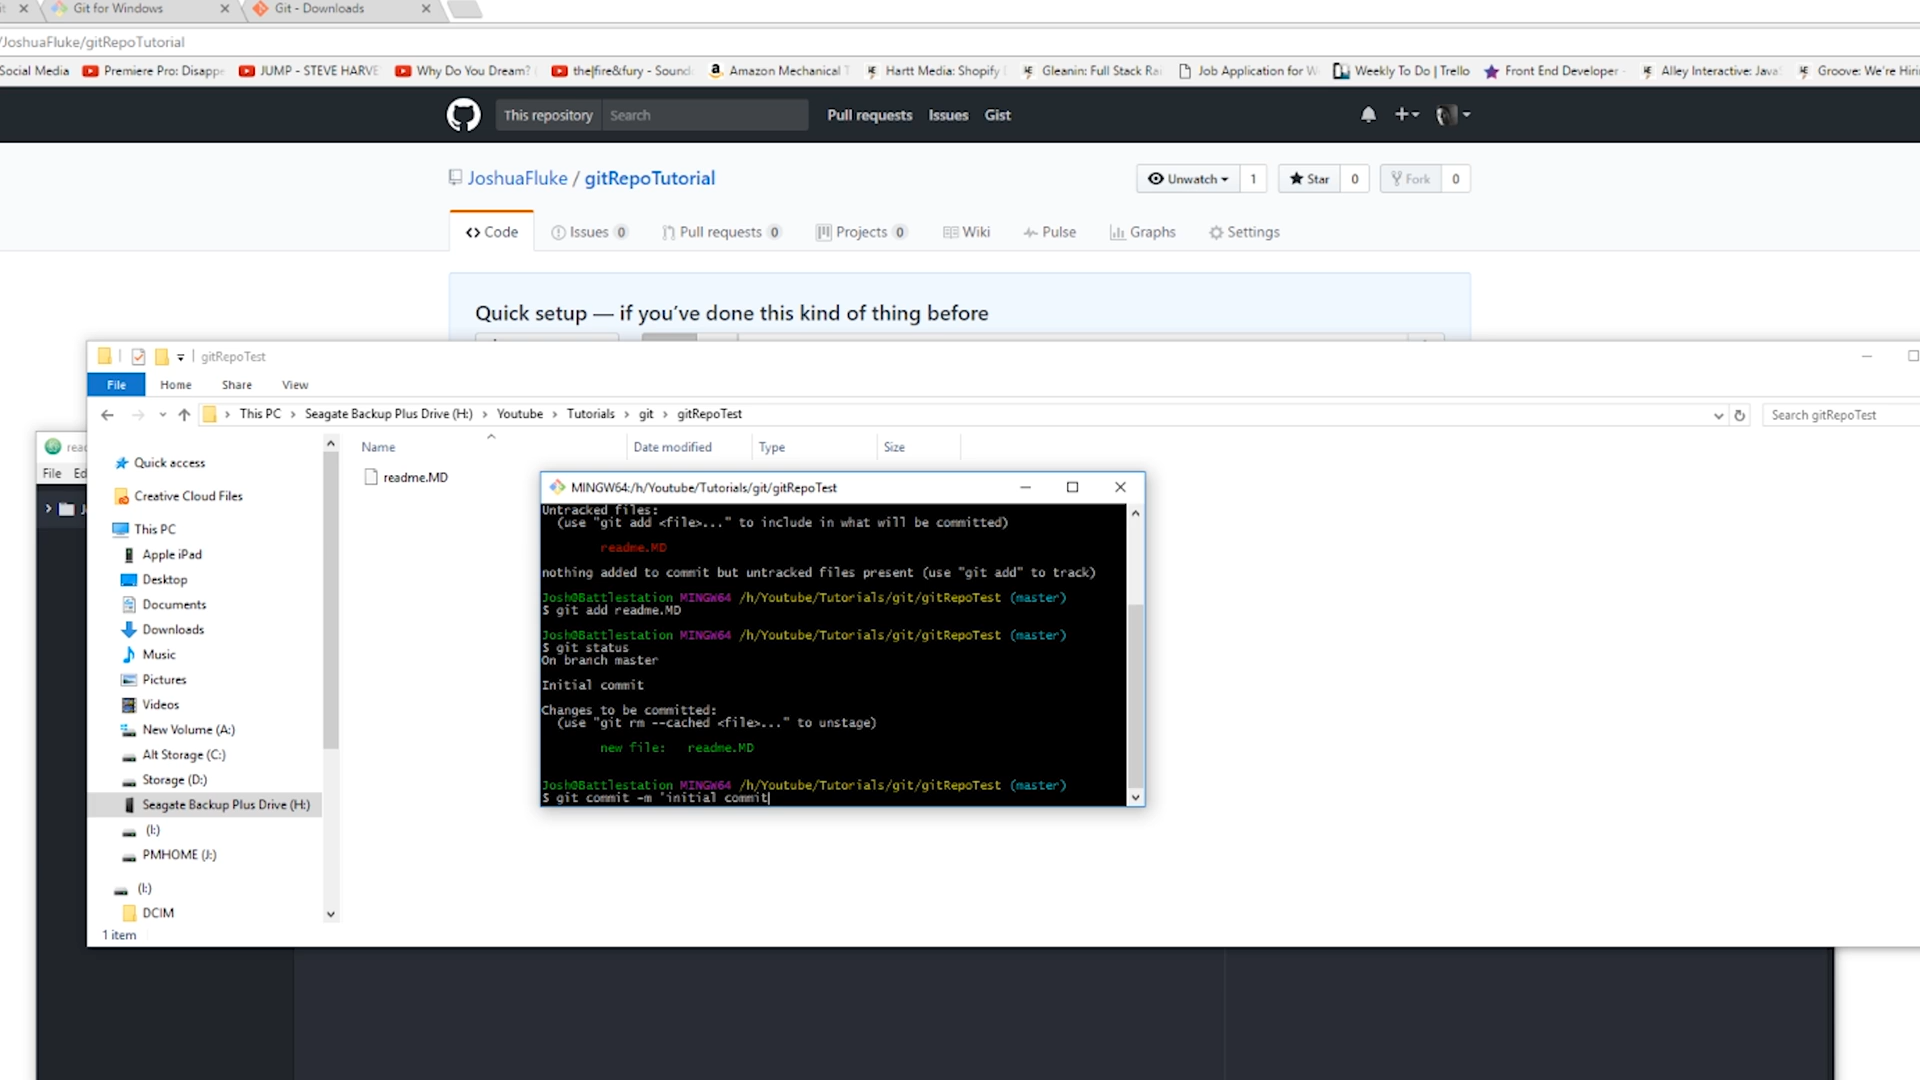 Git for Windows
Git - Downloads
/JoshuaFluke/gitRepoTutorial
Social Media
Premiere Pro: Disappe
JUMP - STEVE HARVE
Why Do You Dream? (
the|fire&fury - Sound
Amazon Mechanical T
Hartt Media: Shopify
Gleanin: Full Stack Ra
Job Application for W
Weekly To Do | Trello
Front End Developer -
Alley Interactive: Java
Groove: We're Hiri
This repository
Search
Pull requests
Issues
Gist
JoshuaFluke / gitRepoTutorial
Unwatch
1
Star
0
Fork
0
Code
Issues 0
Pull requests 0
Projects 0
Wiki
Pulse
Graphs
Settings
Quick setup — if you've done this kind of thing before
gitRepoTest
File
Home
Share
View
This PC > Seagate Backup Plus Drive (H:) > Youtube > Tutorials > git > gitRepoTest
Search gitRepoTest
File
Name
Date modified
Type
Size
readme.MD
Quick access
Creative Cloud Files
This PC
Apple iPad
Desktop
Documents
Downloads
Music
Pictures
Videos
New Volume (A:)
Alt Storage (C:)
Storage (D:)
Seagate Backup Plus Drive (H:)
(I:)
PMHOME (J:)
(I:)
DCIM
1 item
MINGW64:/h/Youtube/Tutorials/git/gitRepoTest
Untracked files:
(use "git add <file>..." to include in what will be committed)
readme.MD
nothing added to commit but untracked files present (use "git add" to track)
Josh@Battlestation MINGW64 /h/Youtube/Tutorials/git/gitRepoTest (master)
$ git add readme.MD
Josh@Battlestation MINGW64 /h/Youtube/Tutorials/git/gitRepoTest (master)
$ git status
On branch master
Initial commit
Changes to be committed:
(use "git rm --cached <file>..." to unstage)
new file: readme.MD
Josh@Battlestation MINGW64 /h/Youtube/Tutorials/git/gitRepoTest (master)
$ git commit -m 'initial commit